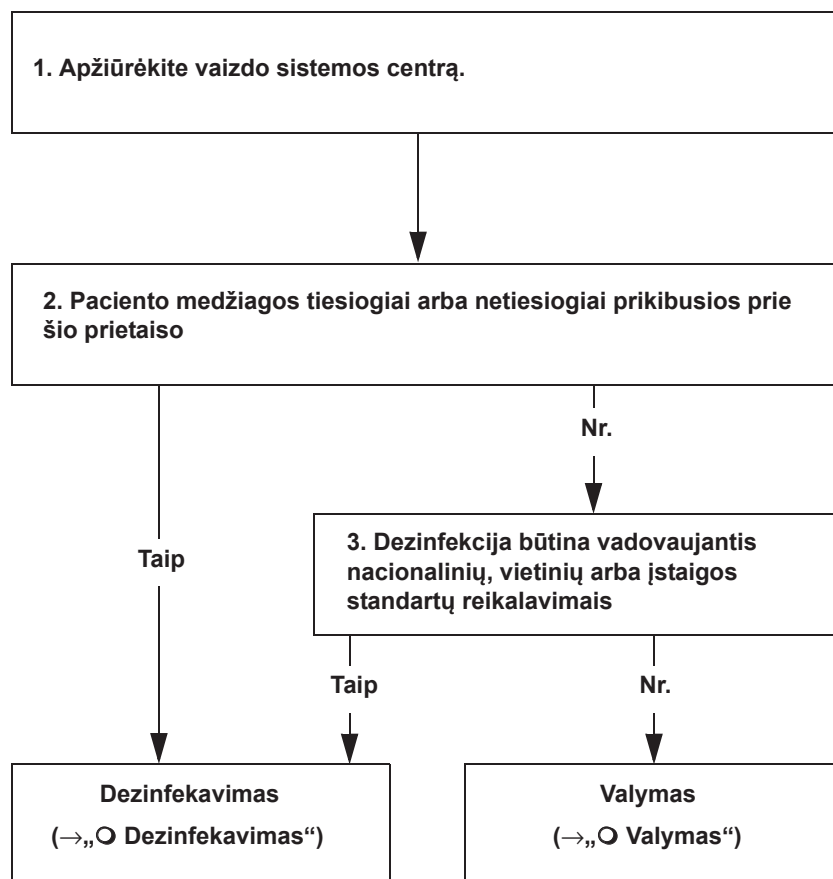 1. Apžiūrėkite vaizdo sistemos centrą.
2. Paciento medžiagos tiesiogiai arba netiesiogiai prikibusios prie
šio prietaiso
Nr.
Taip
3. Dezinfekcija būtina vadovaujantis
nacionalinių, vietinių arba įstaigos
standartų reikalavimais
Taip
Nr.
Dezinfekavimas
(→„❍ Dezinfekavimas“)
Valymas
(→„❍ Valymas“)